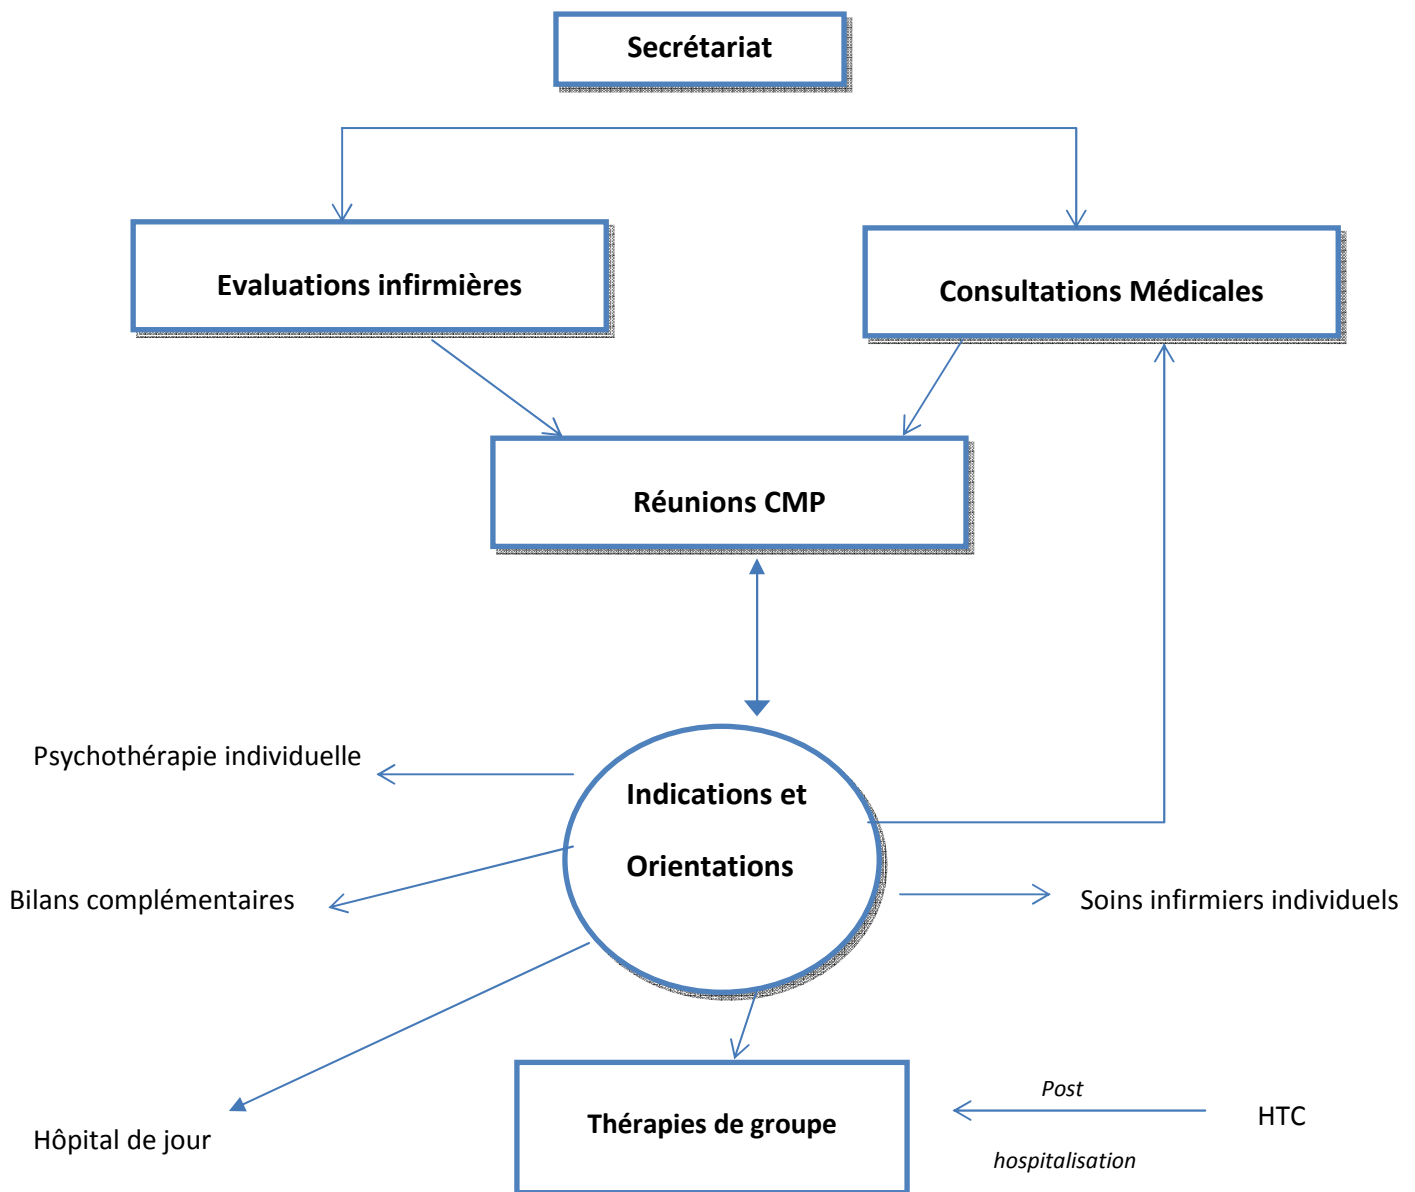 Secrétariat
Evaluations infirmières
Consultations Médicales
Réunions CMP
Psychothérapie individuelle
Indications et
Orientations
Bilans complémentaires
Soins infirmiers individuels
Hôpital de jour
Thérapies de groupe
Post
hospitalisation
HTC